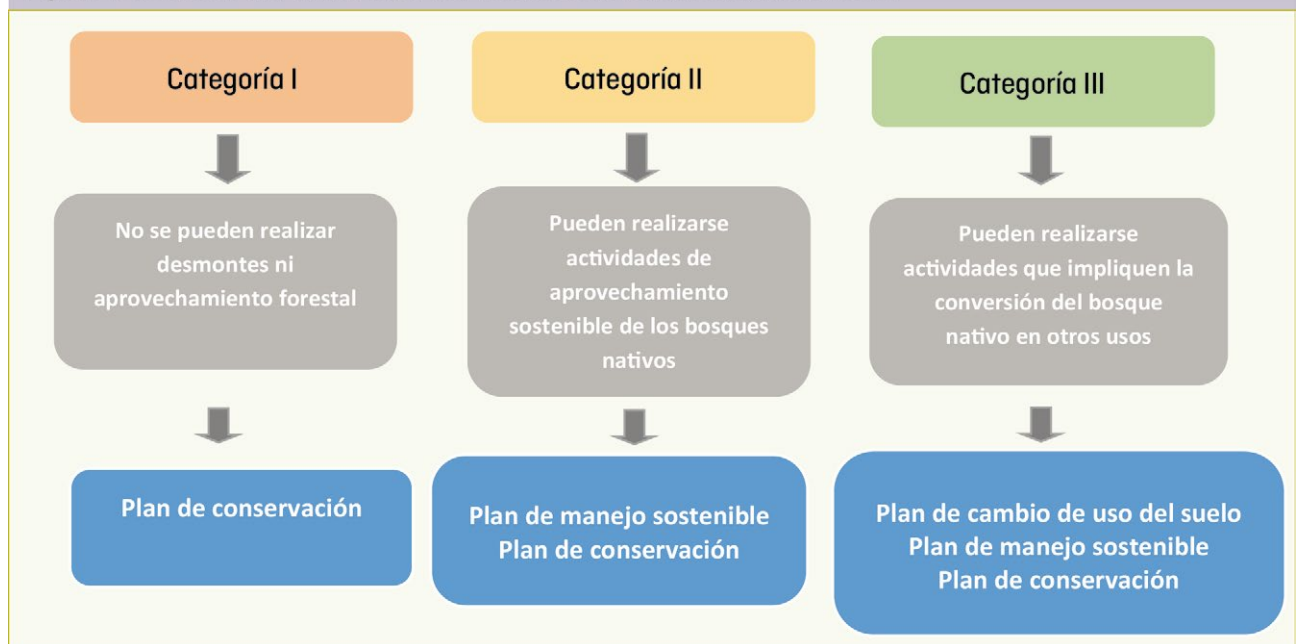 Categoría I
No se pueden realizar
desmontes ni
aprovechamiento forestal
Plan de conservación
Categoría II
Pueden realizarse
actividades de
aprovechamiento
sostenible de los bosques
nativos
Plan de manejo sostenible
Plan de conservación
Categoría III
Pueden realizarse
actividades que impliquen la
conversión del bosque
nativo en otros usos
Plan de cambio de uso del suelo
Plan de manejo sostenible
Plan de conservación